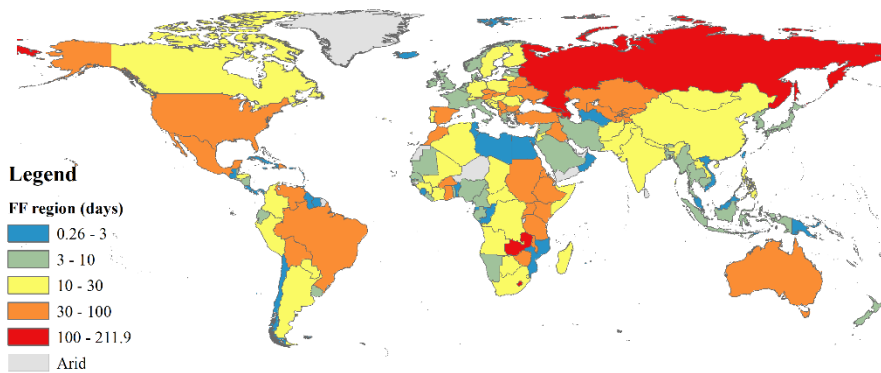 Legend
FF region (days)
0.26 - 3
3 - 10
10 - 30
30 - 100
100 - 211.9
Arid